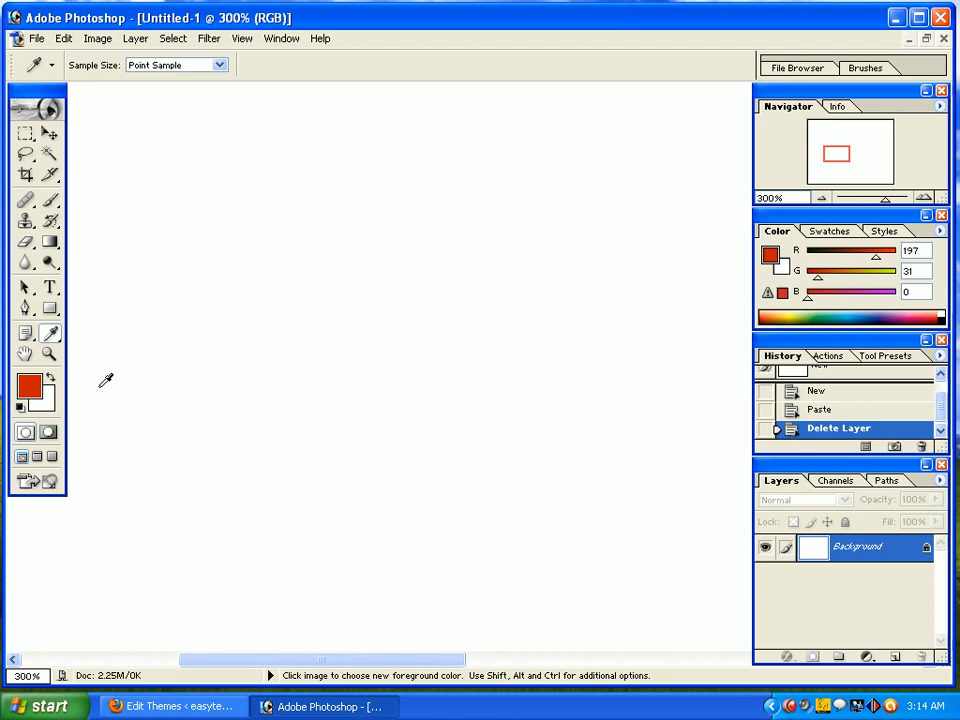 Adobe Photoshop - [Untitled-1 @ 300% (RGB)]
File Edit Image Layer Select Filter View Window Help
Sample Size: Point Sample
File Browser Brushes
Navigator Info
300%
Color Swatches Styles
R 197
G 31
B 0
History Actions Tool Presets
New
Paste
Delete Layer
Layers Channels Paths
Normal Opacity: 100%
Lock: Fill: 100%
Background
T
300% Doc: 2.25M/0K Click image to choose new foreground color. Use Shift, Alt and Ctrl for additional options.
start Edit Themes ‹ easyte... Adobe Photoshop - [... 3:14 AM